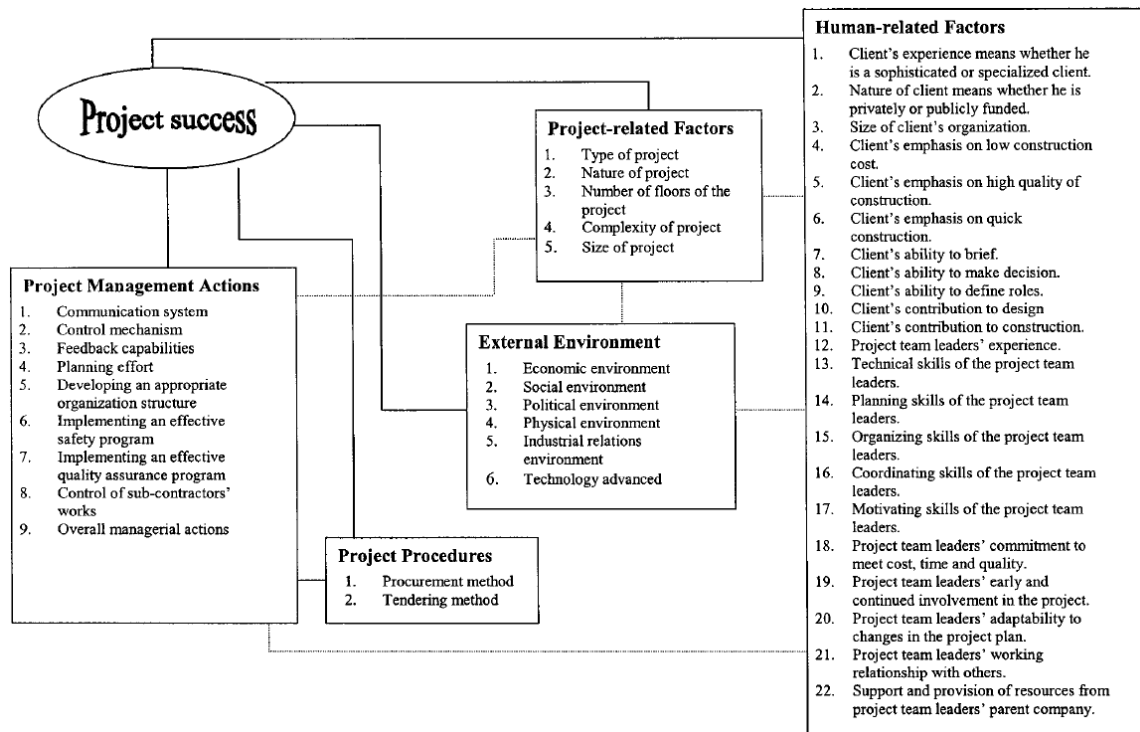 Project success
Project Management Actions
1. Communication system
2. Control mechanism
3. Feedback capabilities
4. Planning effort
5. Developing an appropriate
organization structure
6. Implementing an effective
safety program
7. Implementing an effective
quality assurance program
8. Control of sub-contractors'
works
9. Overall managerial actions
Project Procedures
1. Procurement method
2. Tendering method
Project-related Factors
1. Type of project
2. Nature of project
3. Number of floors of the
project
4. Complexity of project
5. Size of project
External Environment
1. Economic environment
2. Social environment
3. Political environment
4. Physical environment
5. Industrial relations
environment
6. Technology advanced
Human-related Factors
1. Client's experience means whether he
is a sophisticated or specialized client.
2. Nature of client means whether he is
privately or publicly funded.
3. Size of client's organization.
4. Client's emphasis on low construction
cost.
5. Client's emphasis on high quality of
construction.
6. Client's emphasis on quick
construction.
7. Client's ability to brief.
8. Client's ability to make decision.
9. Client's ability to define roles.
10. Client's contribution to design
11. Client's contribution to construction.
12. Project team leaders' experience.
13. Technical skills of the project team
leaders.
14. Planning skills of the project team
leaders.
15. Organizing skills of the project team
leaders.
16. Coordinating skills of the project team
leaders.
17. Motivating skills of the project team
leaders.
18. Project team leaders' commitment to
meet cost, time and quality.
19. Project team leaders' early and
continued involvement in the project.
20. Project team leaders' adaptability to
changes in the project plan.
21. Project team leaders' working
relationship with others.
22. Support and provision of resources from
project team leaders' parent company.